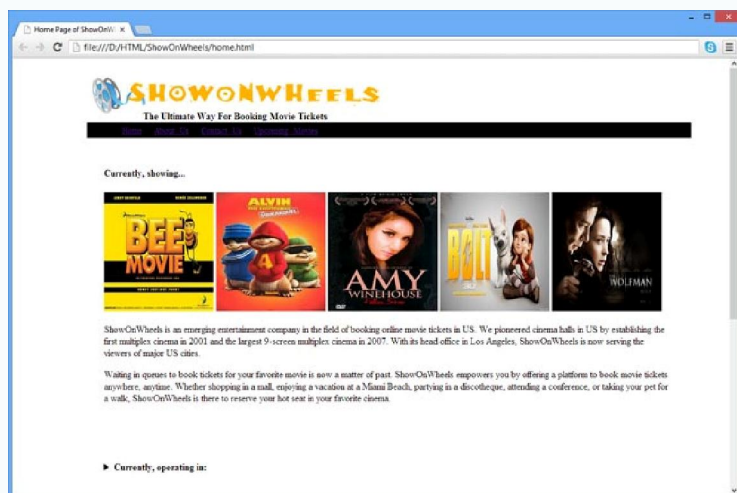 Home Page of ShowOnW
file:///D:/HTML/ShowOnWheels/home.html
SHOWONWHEELS
The Ultimate Way For Booking Movie Tickets
Home About Us Contact Us Upcoming Movies
Currently, showing...
BEE
MOVIE
ALVIN
AMY
WINEHOUSE
DVD
BOLT
WOLFMAN
ShowOnWheels is an emerging entertainment company in the field of booking online movie tickets in US. We pioneered cinema halls in US by establishing the
first multiplex cinema in 2001 and the largest 9-screen multiplex cinema in 2007. With its head office in Los Angeles, ShowOnWheels is now serving the
viewers of major US cities.
Waiting in queues to book tickets for your favorite movie is now a matter of past. ShowOnWheels empowers you by offering a platform to book movie tickets
anywhere, anytime. Whether shopping in a mall, enjoying a vacation at a Miami Beach, partying in a discotheque, attending a conference, or taking your pet for
a walk, ShowOnWheels is there to reserve your hot seat in your favorite cinema.
Currently, operating in: